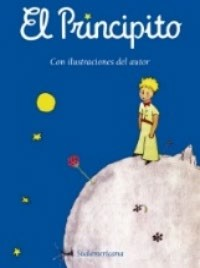 El Principito
Con ilustraciones del autor
Sudamericana